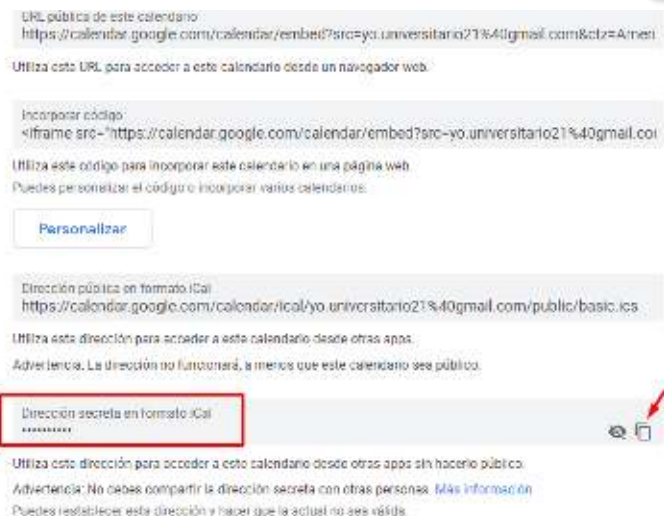 URL pública de este calendario
https://calendar.google.com/calendar/embed?src=yo.universitario21%40gmail.com&ctz=Ameri
Utiliza esta URL para acceder a este calendario desde un navegador web.
Incorporar código
<iframe src="https://calendar.google.com/calendar/embed?src=yo.universitario21%40gmail.co
Utiliza este código para incorporar este calendario en una página web.
Puedes personalizar el código o incorporar varios calendarios.
Personalizar
Dirección pública en formato iCal
https://calendar.google.com/calendar/ical/yo.universitario21%40gmail.com/public/basic.ics
Utiliza esta dirección para acceder a este calendario desde otras apps.
Advertencia: La dirección no funcionará, a menos que este calendario sea público.
Dirección secreta en formato iCal
••••••••••
Utiliza esta dirección para acceder a este calendario desde otras apps sin hacerlo público.
Advertencia: No debes compartir la dirección secreta con otras personas. Más información
Puedes restablecer esta dirección y hacer que la actual no sea válida.